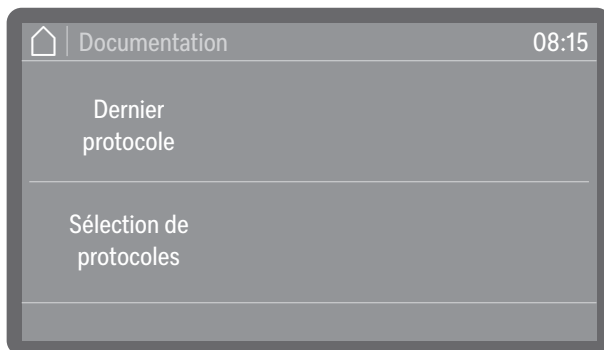 Documentation 08:15
Dernier
protocole
Sélection de
protocoles